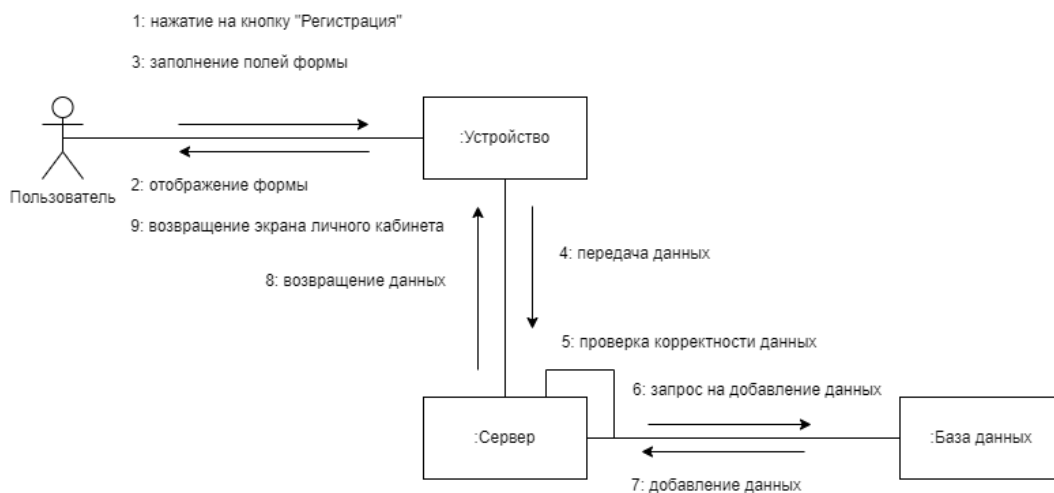 1: нажатие на кнопку "Регистрация"
3: заполнение полей формы
:Устройство
Пользователь
2: отображение формы
9: возвращение экрана личного кабинета
4: передача данных
8: возвращение данных
5: проверка корректности данных
6: запрос на добавление данных
:Сервер
:База данных
7: добавление данных